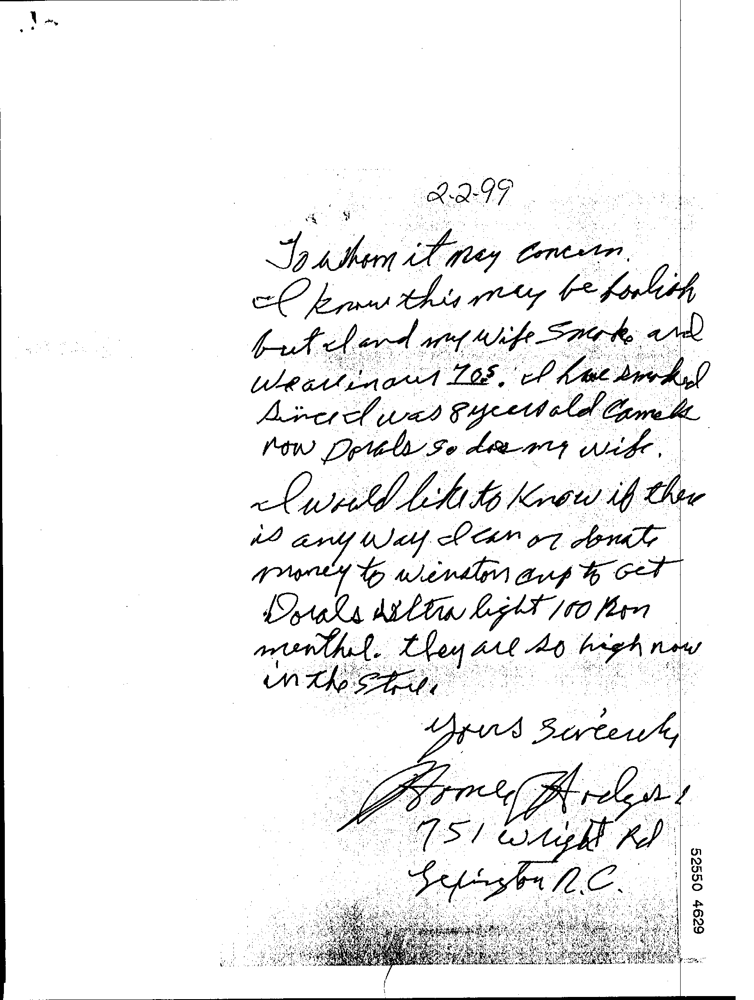 2-2-99
To whom it may concern.
I know this may be foolish
but I and my wife Smoke and
we are in our 70s. I have smoked
since I was 8 years old Camels
now Dorals so does my wife.
I would like to know if there
is any way I can or donate
money to winston cup to Get
Dorals Ultra light 100 Non
menthol. they are so high now
in the store.
yours Sincerely
Homer Hodges
751 Wright Rd
Lexington N.C.
52550 4629